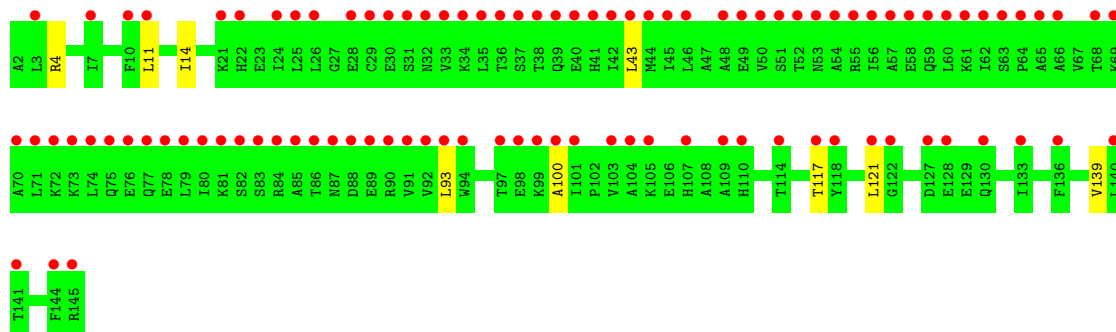 A2 L3 R4 I7 F10 L11 I14 K21 H22 E23 I24 L25 L26 G27 E28 C29 E30 S31 N32 V33 K34 L35 T36 S37 T38 Q39 E40 H41 I42 L43 M44 I45 L46 A47 A48 E49 V50 S51 T52 N53 A54 R55 I56 A57 E58 Q59 L60 K61 I62 S63 P64 A65 A66 V67 T68 K69
A70 L71 K72 K73 L74 Q75 E76 Q77 E78 L79 I80 K81 S82 S83 R84 A85 T86 N87 D88 E89 R90 V91 V92 L93 W94 T97 E98 K99 A100 I101 P102 V103 A104 K105 E106 H107 A108 A109 H110 T114 T117 Y118 L121 G122 D127 E128 E129 Q130 I133 F136 V139 L140
T141 F144 R145